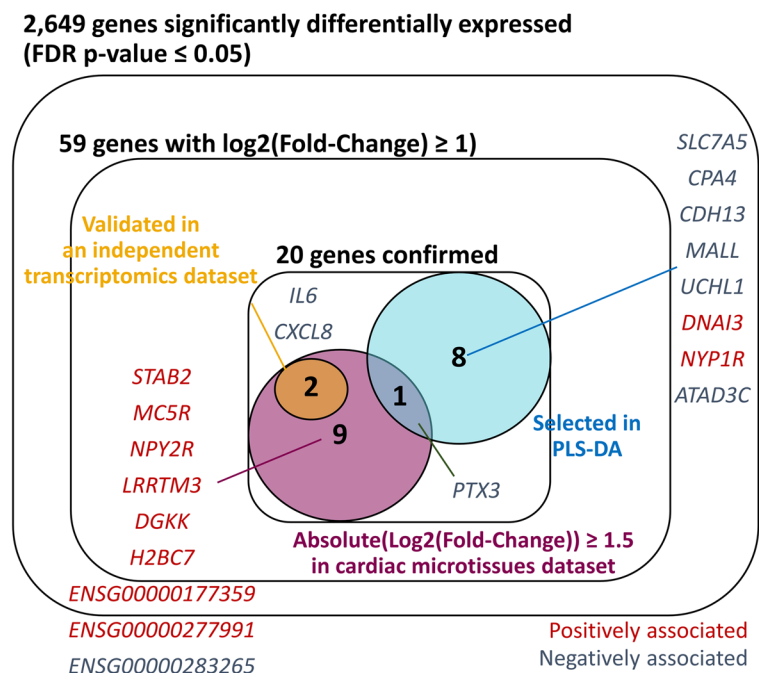 2,649 genes significantly differentially expressed
(FDR p-value ≤ 0.05)
59 genes with log2(Fold-Change) ≥ 1)
SLC7A5
CPA4
CDH13
MALL
UCHL1
DNAI3
NYP1R
ATAD3C
Validated in
an independent
transcriptomics dataset
20 genes confirmed
IL6
CXCL8
8
2
1
9
STAB2
MC5R
NPY2R
LRRTM3
DGKK
H2BC7
ENSG00000177359
ENSG00000277991
ENSG00000283265
Selected in
PLS-DA
PTX3
Absolute(Log2(Fold-Change)) ≥ 1.5
in cardiac microtissues dataset
Positively associated
Negatively associated